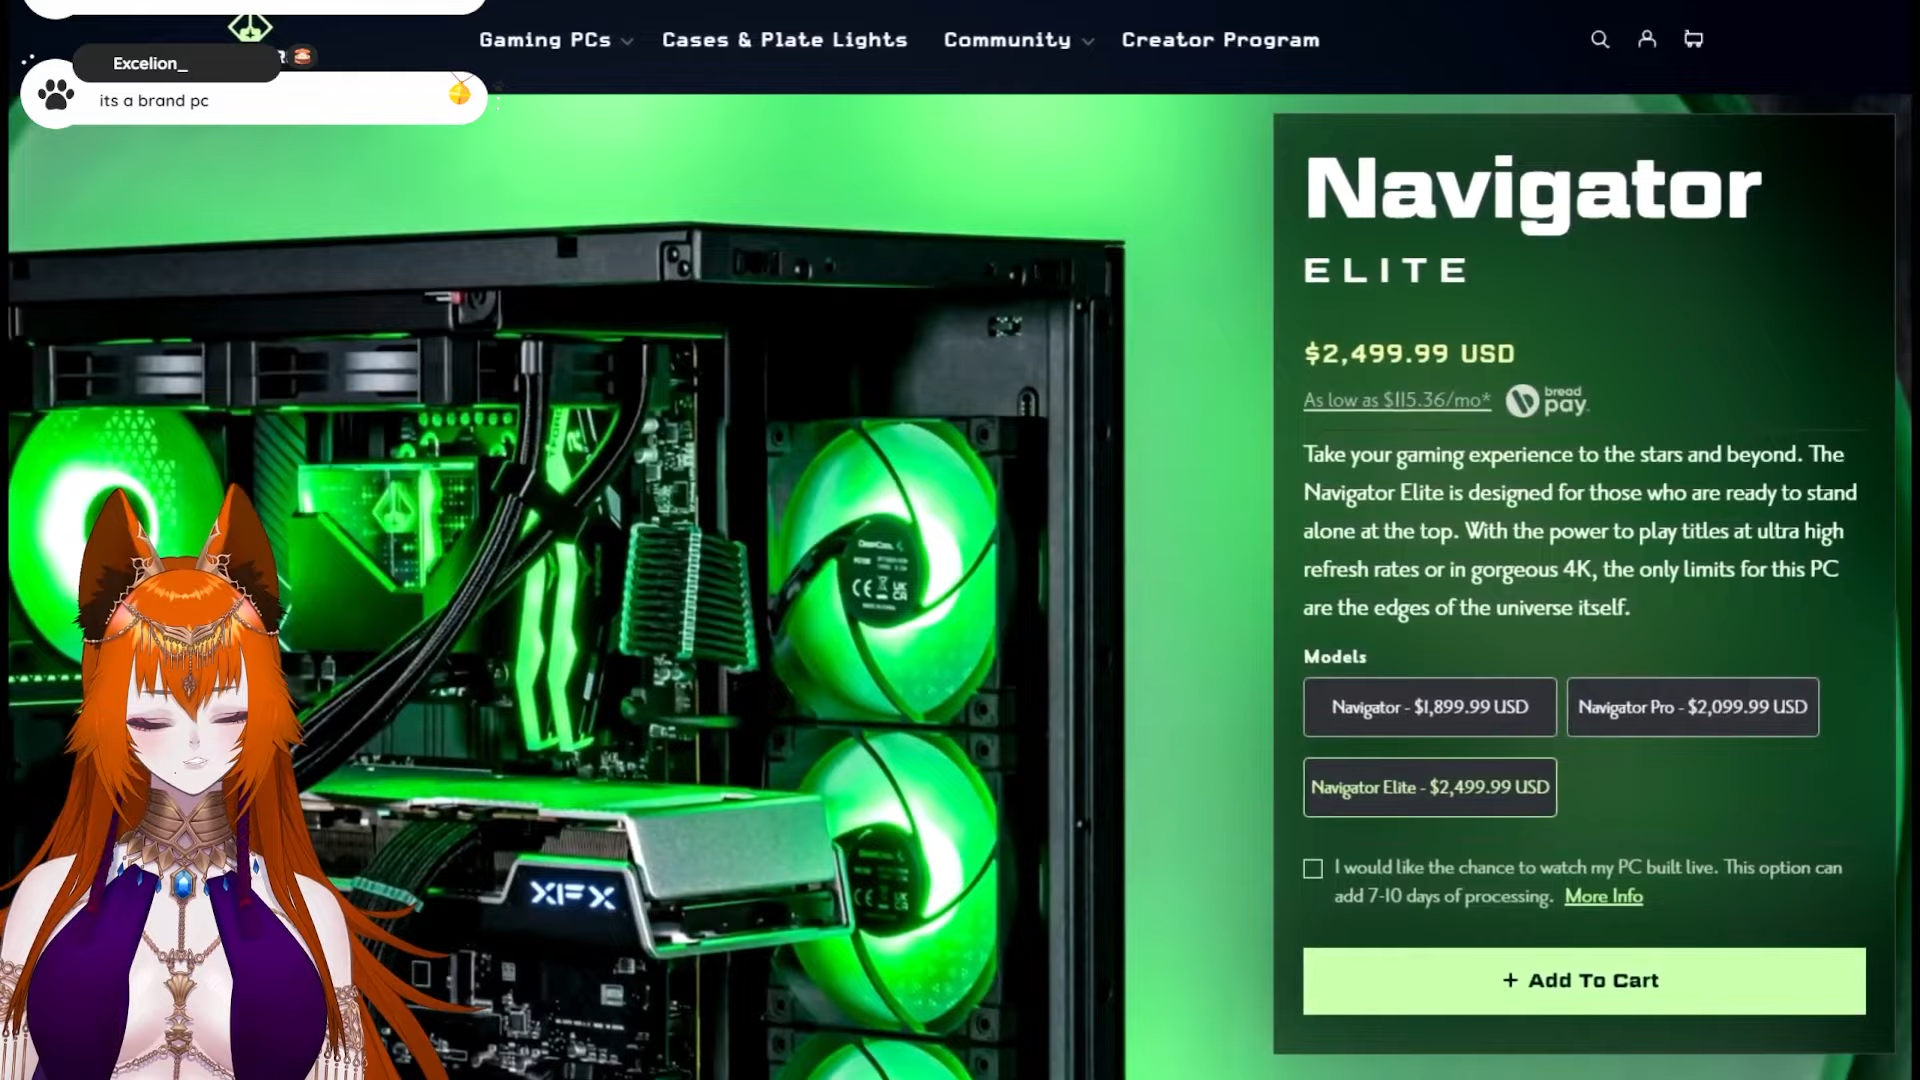 Gaming PCs
Cases & Plate Lights
Community
Creator Program
Excelion_
its a brand pc
Navigator
ELITE
$2,499.99 USD
As low as $115.36/mo*
bread
pay
Take your gaming experience to the stars and beyond. The
Navigator Elite is designed for those who are ready to stand
alone at the top. With the power to play titles at ultra high
refresh rates or in gorgeous 4K, the only limits for this PC
are the edges of the universe itself.
Models
Navigator - $1,899.99 USD
Navigator Pro - $2,099.99 USD
Navigator Elite - $2,499.99 USD
I would like the chance to watch my PC built live. This option can
add 7-10 days of processing. More Info
+ Add To Cart
XFX